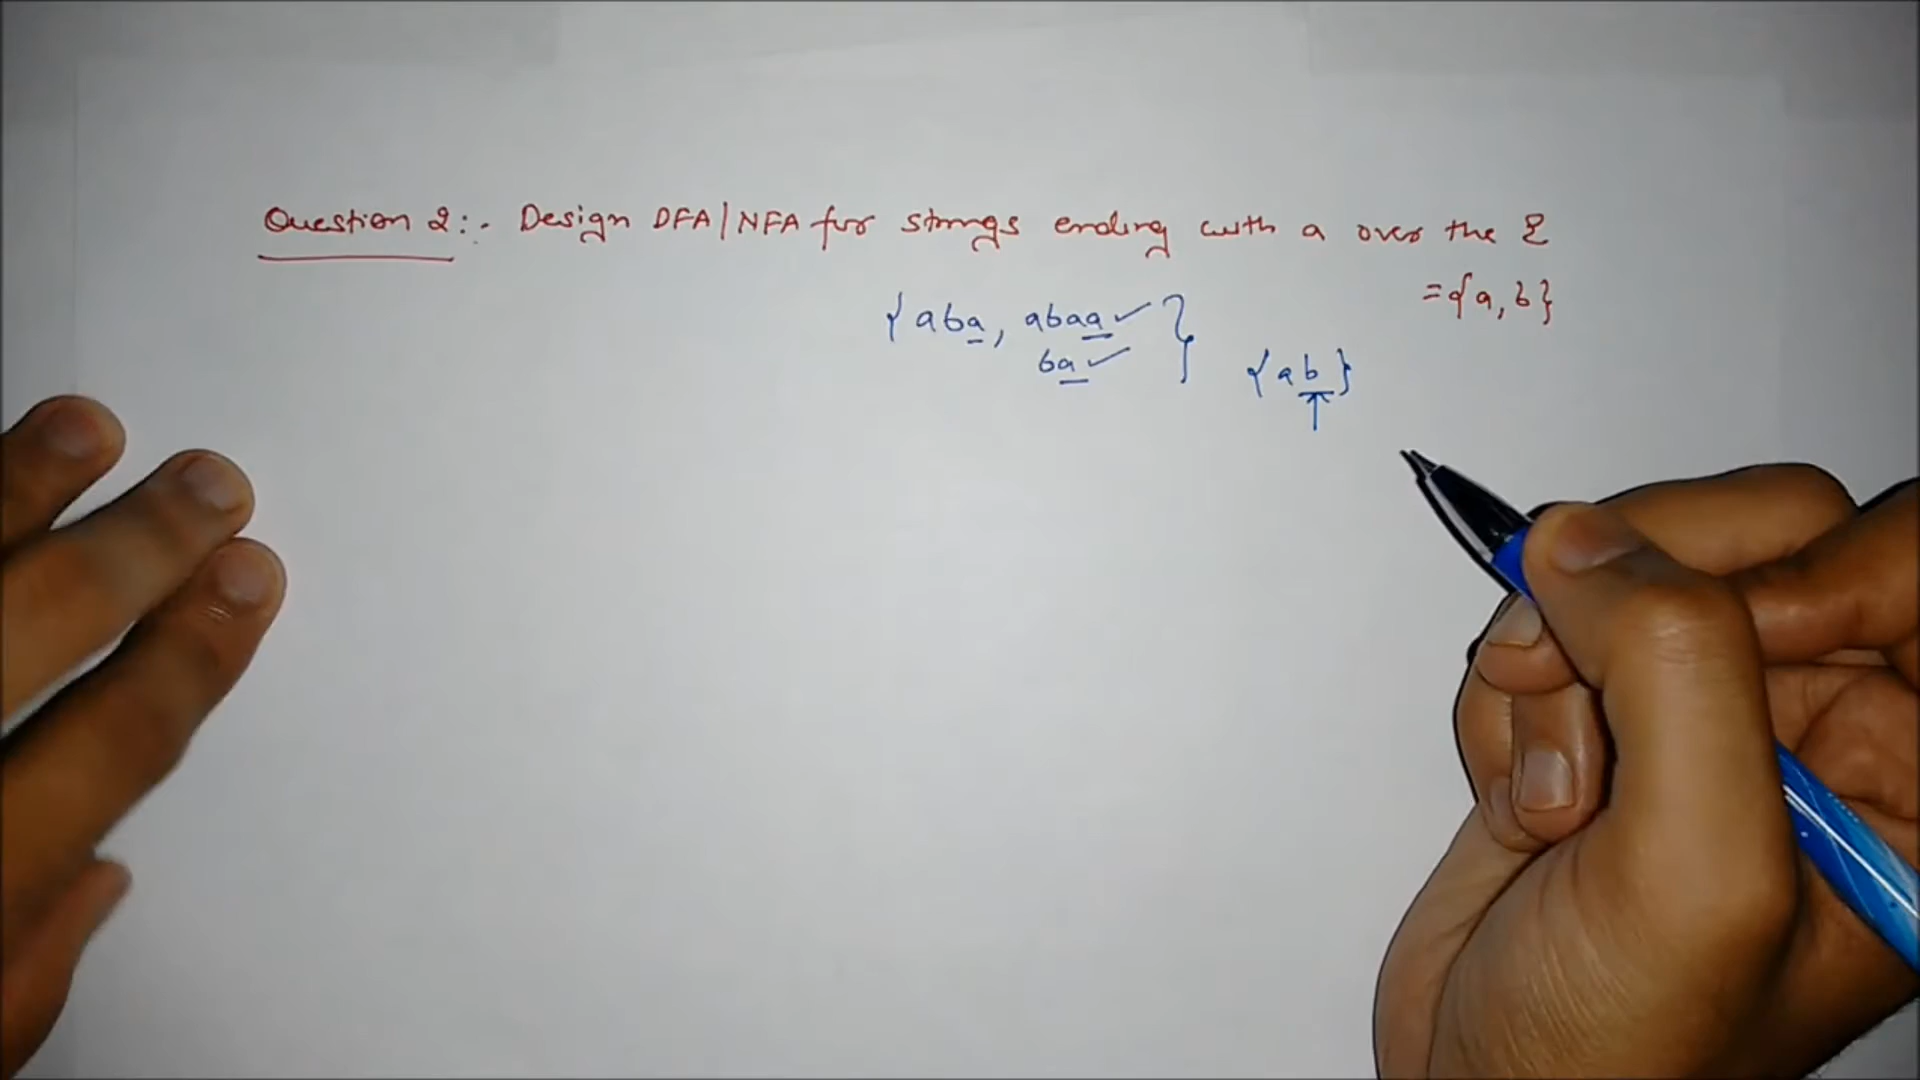 Question 2:- Design DFA/NFA for strings ending with a over the Σ
={a,b}
{aba, abaa ✓
ba ✓ }
{ab}
↑